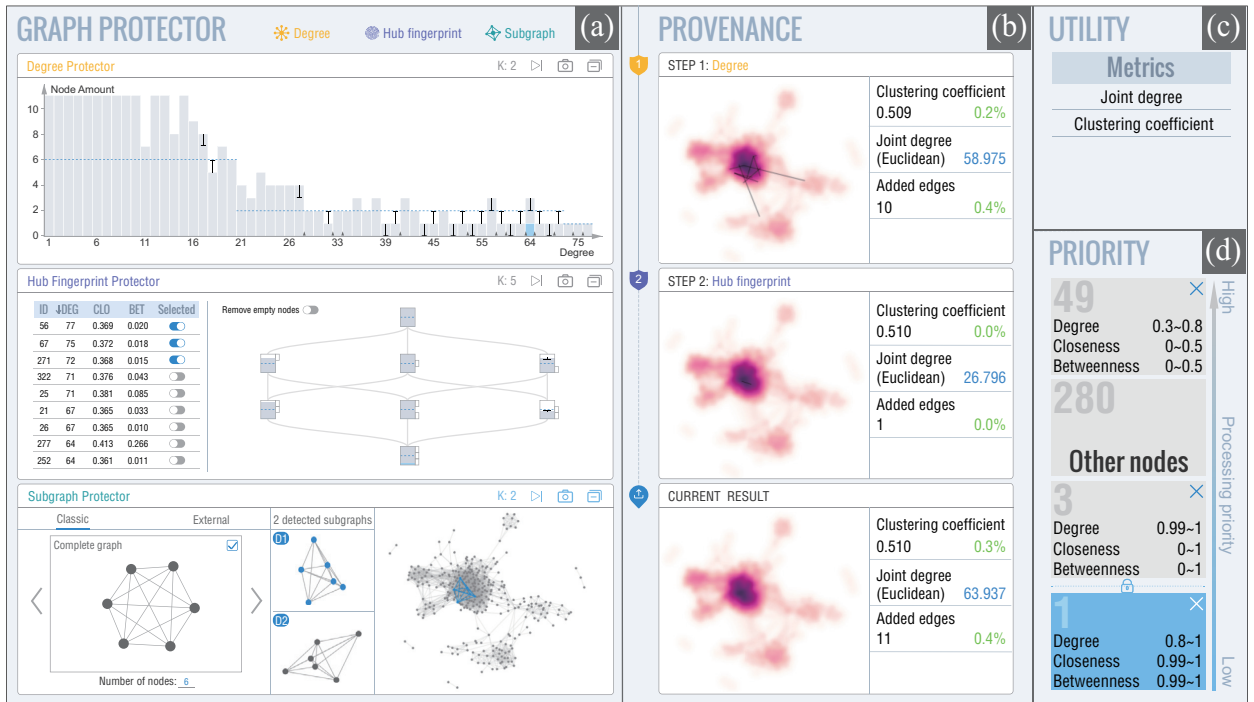 GRAPH PROTECTOR
Degree
Hub fingerprint
Subgraph
(a)
Degree Protector
K: 2
Node Amount
10
8
6
4
2
0
1 6 11 16 21 26 33 39 45 55 64 75
Degree
Hub Fingerprint Protector
K: 5
ID DEG CLO BET Selected
56 77 0.369 0.020
67 75 0.372 0.018
271 72 0.368 0.015
322 71 0.376 0.043
25 71 0.381 0.085
21 67 0.365 0.033
26 67 0.365 0.010
277 64 0.413 0.266
252 64 0.361 0.011
Remove empty nodes
Subgraph Protector
K: 2
Classic
External
Complete graph
Number of nodes: 6
2 detected subgraphs
D1
D2
PROVENANCE
(b)
1
STEP 1: Degree
Clustering coefficient
0.509 0.2%
Joint degree
(Euclidean) 58.975
Added edges
10 0.4%
2
STEP 2: Hub fingerprint
Clustering coefficient
0.510 0.0%
Joint degree
(Euclidean) 26.796
Added edges
1 0.0%
CURRENT RESULT
Clustering coefficient
0.510 0.3%
Joint degree
(Euclidean) 63.937
Added edges
11 0.4%
UTILITY
(c)
Metrics
Joint degree
Clustering coefficient
PRIORITY
(d)
49
Degree 0.3~0.8
Closeness 0~0.5
Betweenness 0~0.5
280
Other nodes
3
Degree 0.99~1
Closeness 0~1
Betweenness 0~1
1
Degree 0.8~1
Closeness 0.99~1
Betweenness 0.99~1
High
Processing priority
Low